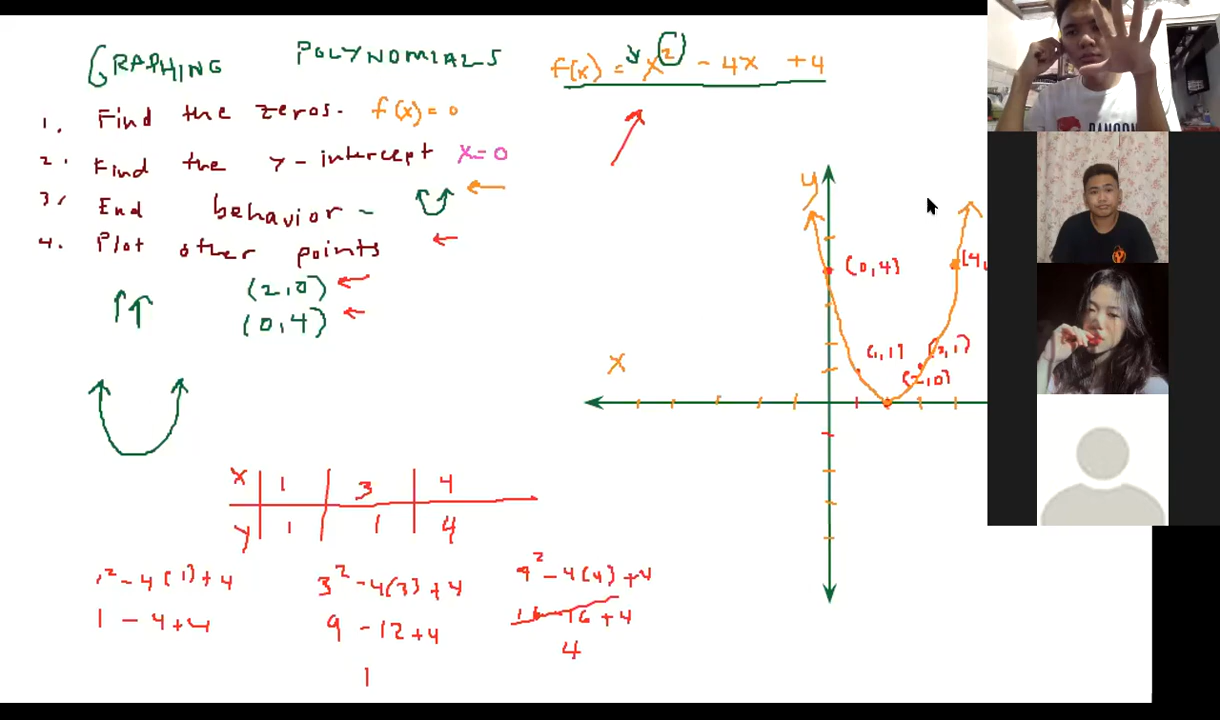 GRAPHING POLYNOMIALS
f(x) = x² - 4x + 4
1. Find the zeros. f(x) = 0
2. Find the y-intercept x=0
3. End behavior -
4. Plot other points
(2,0)
(0,4)
y
x
(0,4)
(4,
(1,1)
(3,1)
(2,0)
x 1 3 4
y 1 1 4
² - 4(1) + 4
1 - 4 + 4
3² - 4(3) + 4
9 - 12 + 4
1
4² - 4(4) + 4
16 - 16 + 4
4